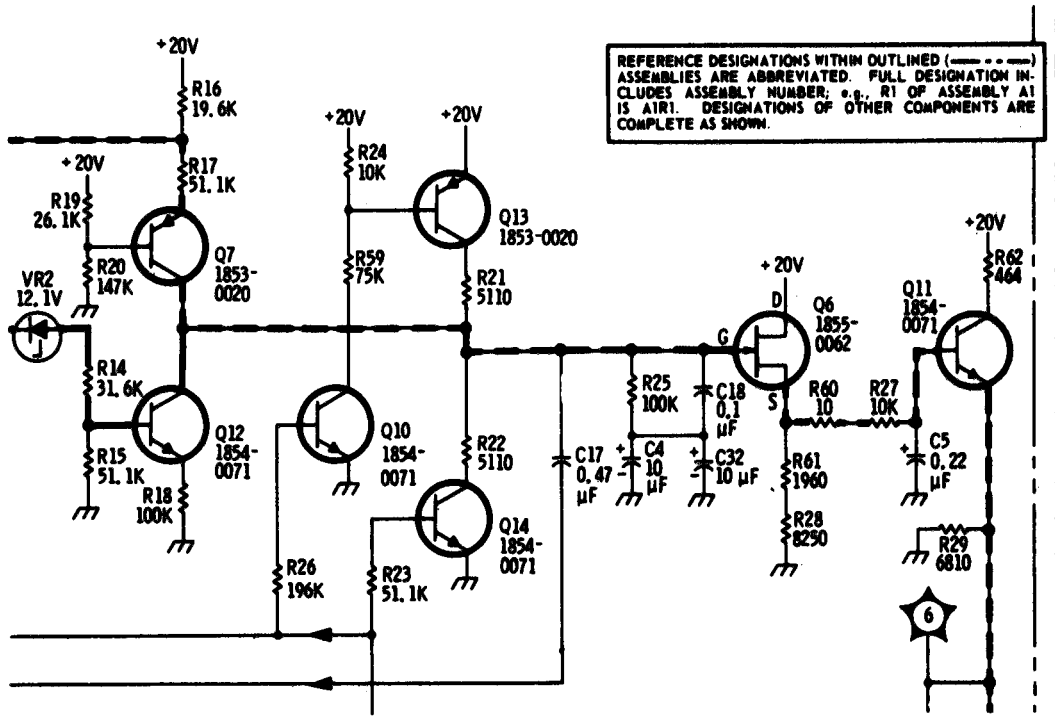 +20V
R16
19.6K
REFERENCE DESIGNATIONS WITHIN OUTLINED (
)
ASSEMBLIES ARE ABBREVIATED. FULL DESIGNATION IN-
CLUDES ASSEMBLY NUMBER; e.g., R1 OF ASSEMBLY A1
IS A1R1. DESIGNATIONS OF OTHER COMPONENTS ARE
COMPLETE AS SHOWN.
+20V
R19
26.1K
R17
51.1K
R20
147K
Q7
1853-
0020
VR2
12.1V
R14
31.6K
R15
51.1K
Q12
1854-
0071
R18
100K
+20V
R24
10K
R59
75K
+20V
Q13
1853-0020
R21
5110
Q10
1854-
0071
R22
5110
Q14
1854-
0071
R26
196K
R23
51.1K
C17
0.47
µF
R25
100K
+
C4
10
-
µF
C18
0.1
µF
+
C32
-
10 µF
+20V
D
G
S
Q6
1855-
0062
R60
10
R27
10K
R61
1960
R28
8250
+20V
R62
464
Q11
1854-
0071
+
C5
0.22
µF
R29
6810
6